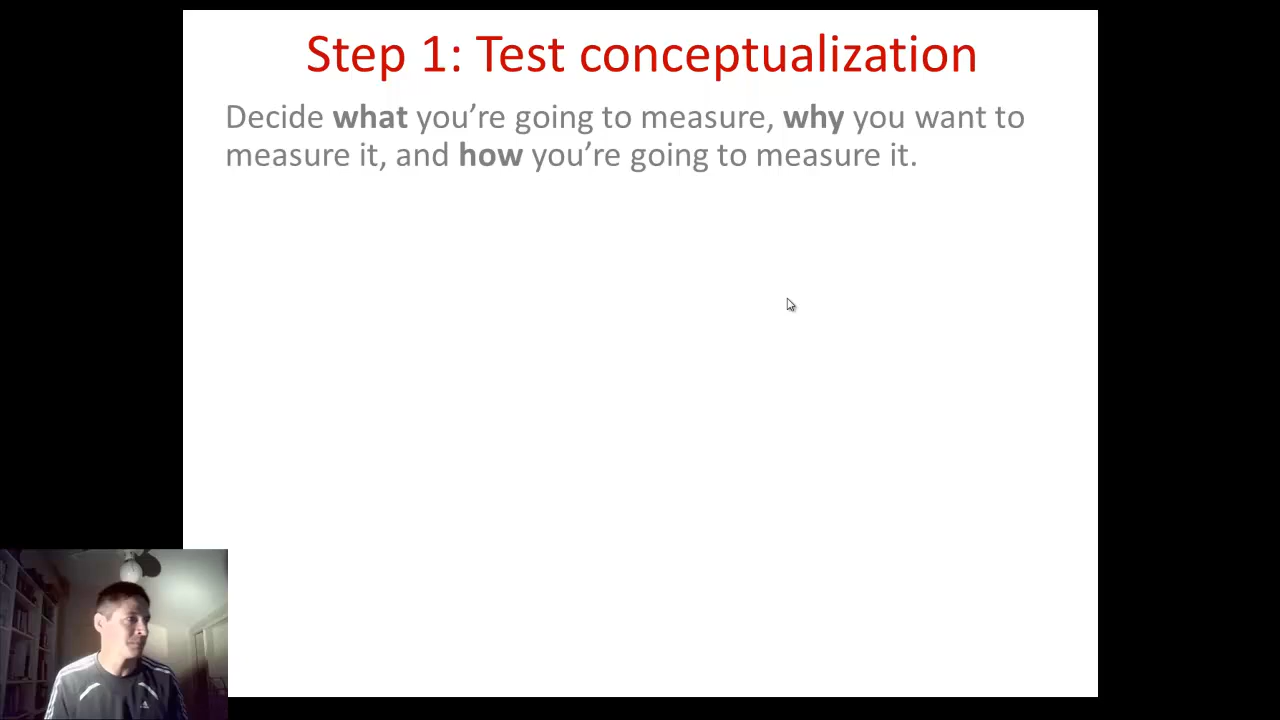 Step 1: Test conceptualization
Decide what you’re going to measure, why you want to
measure it, and how you’re going to measure it.